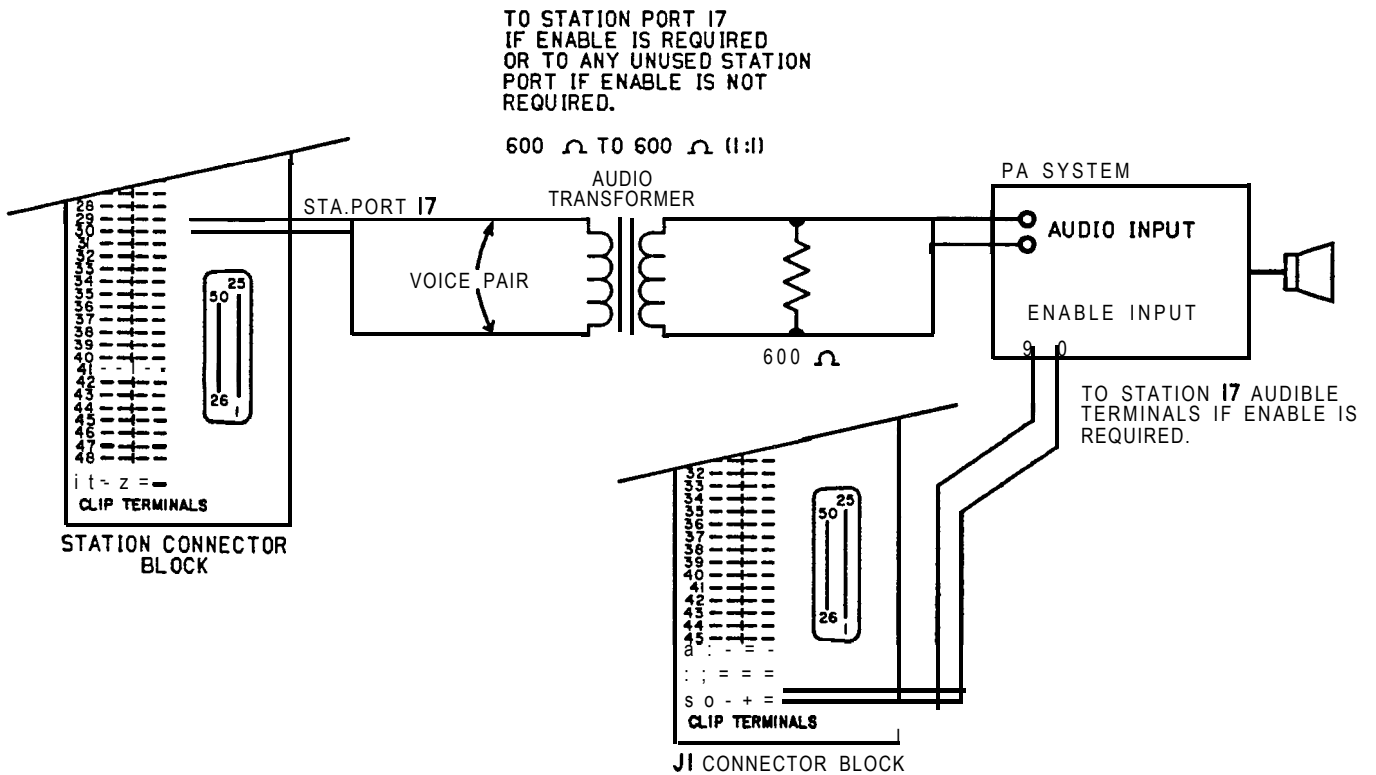 TO STATION PORT 17
IF ENABLE IS REQUIRED
OR TO ANY UNUSED STATION
PORT IF ENABLE IS NOT
REQUIRED.
600 Ω TO 600 Ω (1:1)
AUDIO
TRANSFORMER
PA SYSTEM
STA.PORT 17
VOICE PAIR
AUDIO INPUT
ENABLE INPUT
9 0
600 Ω
TO STATION 17 AUDIBLE
TERMINALS IF ENABLE IS
REQUIRED.
28
29
30
31
32
33
34
35
36
37
38
39
40
41
42
43
44
45
46
47
48
i t - z =
25
50
26
1
CLIP TERMINALS
STATION CONNECTOR
BLOCK
32
33
34
35
36
37
38
39
40
41
42
43
44
45
a : - = -
: ; = = =
s o - + =
25
50
26
1
CLIP TERMINALS
J1 CONNECTOR BLOCK